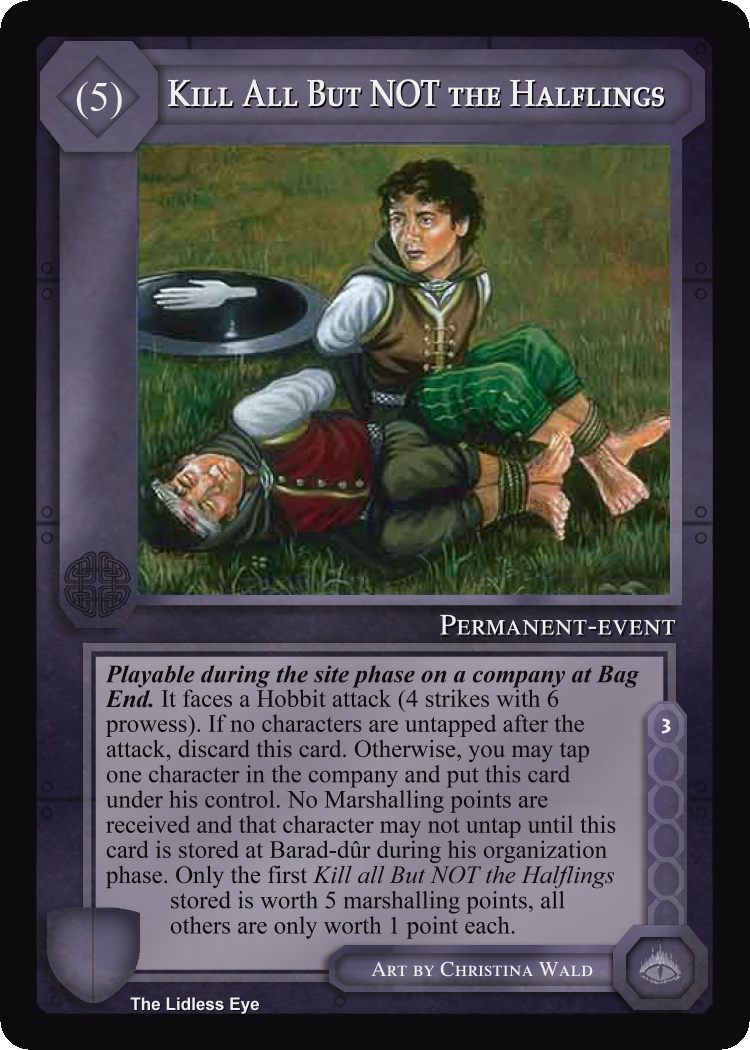 (5)
Kill All But NOT the Halflings
Permanent-event
Playable during the site phase on a company at Bag
End. It faces a Hobbit attack (4 strikes with 6
prowess). If no characters are untapped after the
attack, discard this card. Otherwise, you may tap
one character in the company and put this card
under his control. No Marshalling points are
received and that character may not untap until this
card is stored at Barad-dûr during his organization
phase. Only the first Kill all But NOT the Halflings
stored is worth 5 marshalling points, all
others are only worth 1 point each.
3
Art by Christina Wald
The Lidless Eye